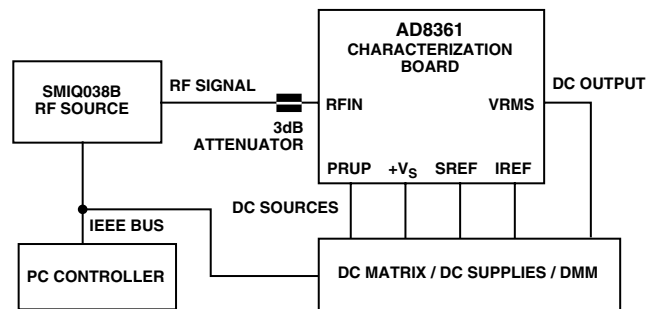 AD8361
CHARACTERIZATION
BOARD
SMIQ038B
RF SOURCE
RF SIGNAL
3dB
ATTENUATOR
RFIN
VRMS
DC OUTPUT
PRUP
+VS
SREF
IREF
DC SOURCES
IEEE BUS
PC CONTROLLER
DC MATRIX / DC SUPPLIES / DMM